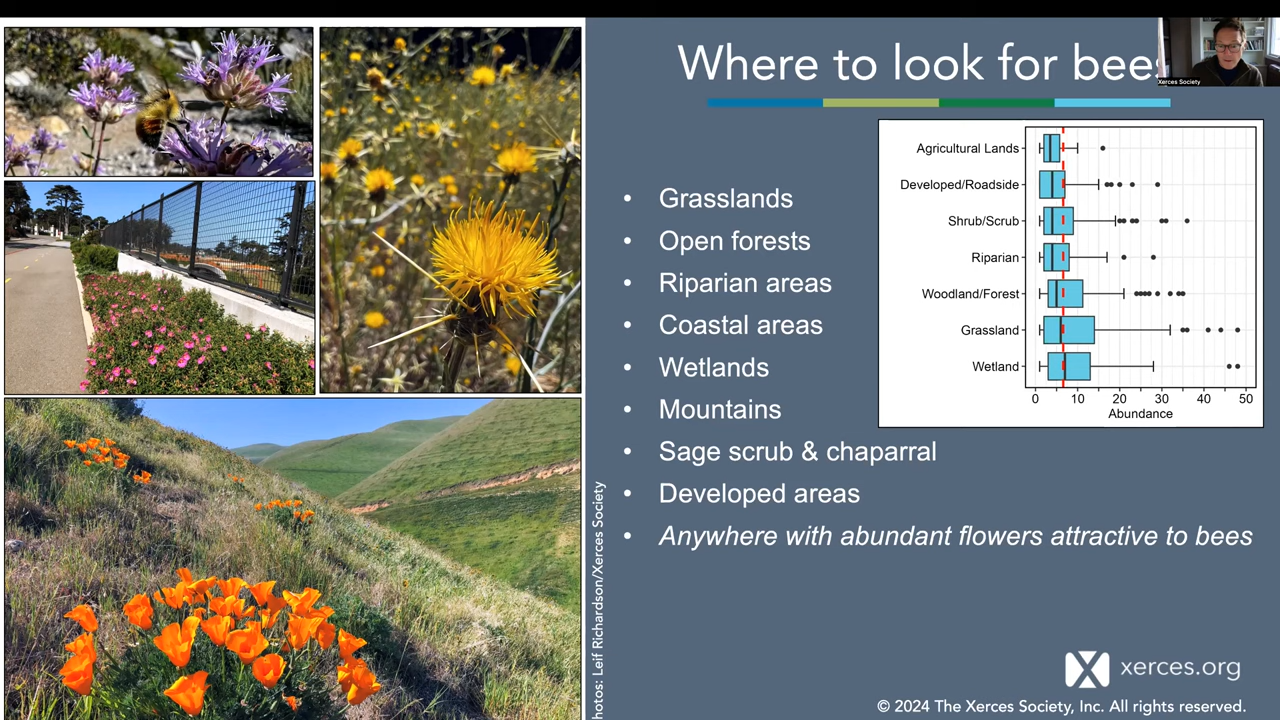 Where to look for bees
Xerces Society
Agricultural Lands
Developed/Roadside
Shrub/Scrub
Riparian
Woodland/Forest
Grassland
Wetland
0 10 20 30 40 50
Abundance
• Grasslands
• Open forests
• Riparian areas
• Coastal areas
• Wetlands
• Mountains
• Sage scrub & chaparral
• Developed areas
• Anywhere with abundant flowers attractive to bees
hotos: Leif Richardson/Xerces Society
xerces.org
© 2024 The Xerces Society, Inc. All rights reserved.